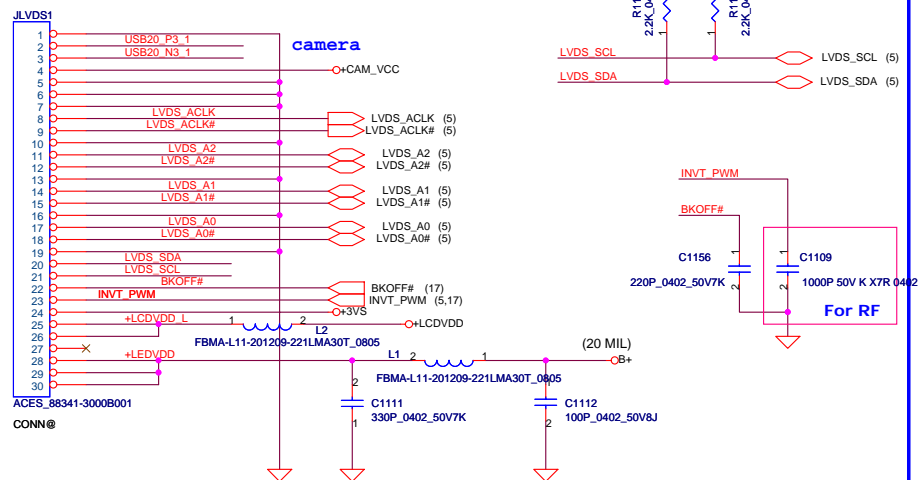 JLVDS1
1
2 USB20_P3_1
3 USB20_N3_1
camera
4 +CAM_VCC
5
6
7
8 LVDS_ACLK LVDS_ACLK (5)
9 LVDS_ACLK# LVDS_ACLK# (5)
10
11 LVDS_A2 LVDS_A2 (5)
12 LVDS_A2# LVDS_A2# (5)
13
14 LVDS_A1 LVDS_A1 (5)
15 LVDS_A1# LVDS_A1# (5)
16
17 LVDS_A0 LVDS_A0 (5)
18 LVDS_A0# LVDS_A0# (5)
19
20 LVDS_SDA
21 LVDS_SCL
22 BKOFF# BKOFF# (17)
23 INVT_PWM INVT_PWM (5,17)
24 +3VS
25 +LCDVDD_L 1 2 +LCDVDD
L2
26
FBMA-L11-201209-221LMA30T_0805
27
28 +LEDVDD L1 2 1 B+
(20 MIL)
29
30
FBMA-L11-201209-221LMA30T_0805
ACES_88341-3000B001
CONN@
2
C1111
330P_0402_50V7K
1
1
C1112
100P_0402_50V8J
2
1
1
LVDS_SCL LVDS_SCL (5)
LVDS_SDA LVDS_SDA (5)
INVT_PWM
BKOFF#
1
C1156
220P_0402_50V7K
2
1
C1109
1000P 50V K X7R 0402
2
For RF